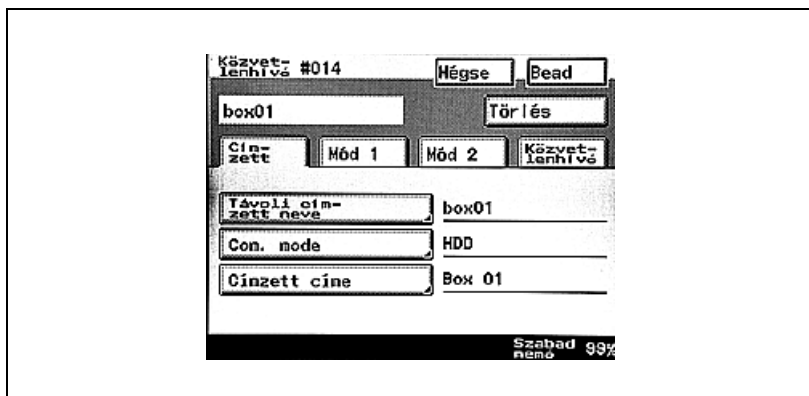 Közvet-
lenhívó #014
Mégse
Bead
box01
Törlés
Cím-
zett
Mód 1
Mód 2
Közvet-
lenhívó
Távoli cím-
zett neve
box01
Com. mode
HDD
Címzett címe
Box 01
Szabad
memó 99%